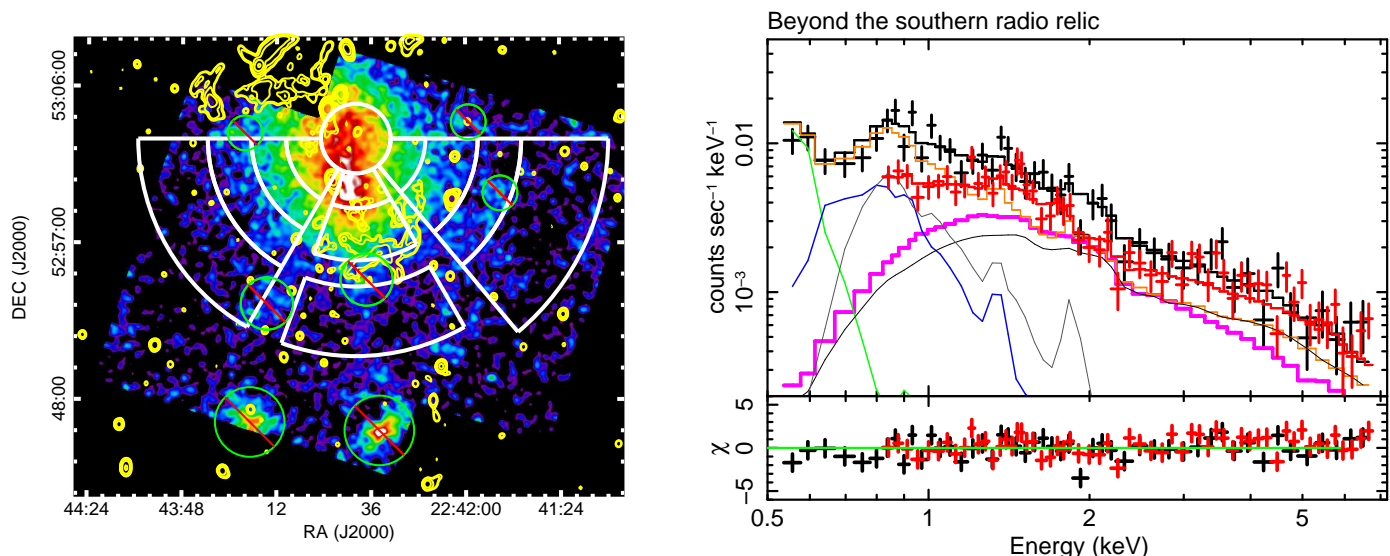 Beyond the southern radio relic
DEC (J2000)
53:06:00
52:57:00
48:00
44:24 43:48 12 36 22:42:00 41:24
RA (J2000)
counts sec⁻¹ keV⁻¹
0.01
10⁻³
χ
5
0
−5
0.5 1 2 5
Energy (keV)